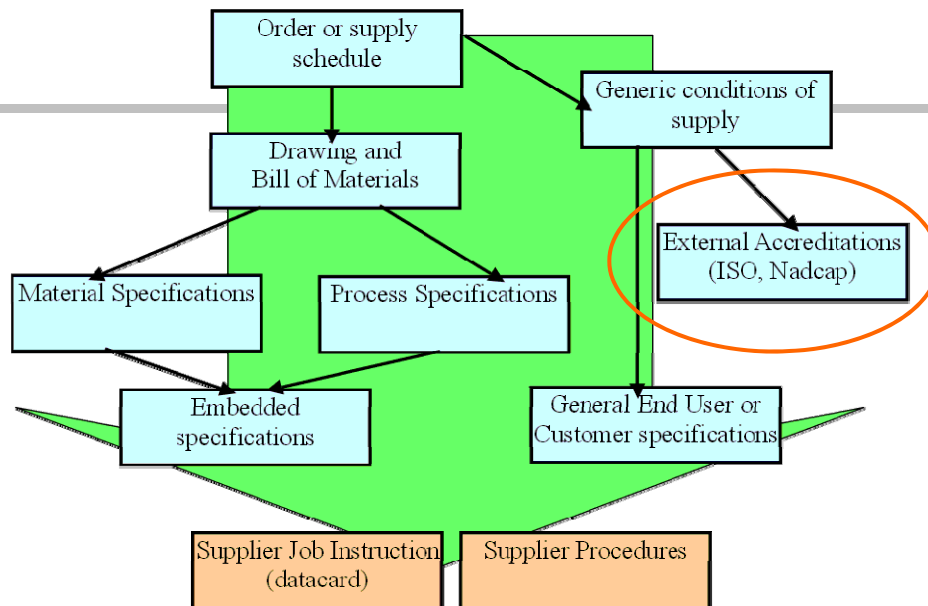 Order or supply
schedule
Generic conditions of
supply
Drawing and
Bill of Materials
External Accreditations
(ISO, Nadcap)
Material Specifications
Process Specifications
Embedded
specifications
General End User or
Customer specifications
Supplier Job Instruction
(datacard)
Supplier Procedures